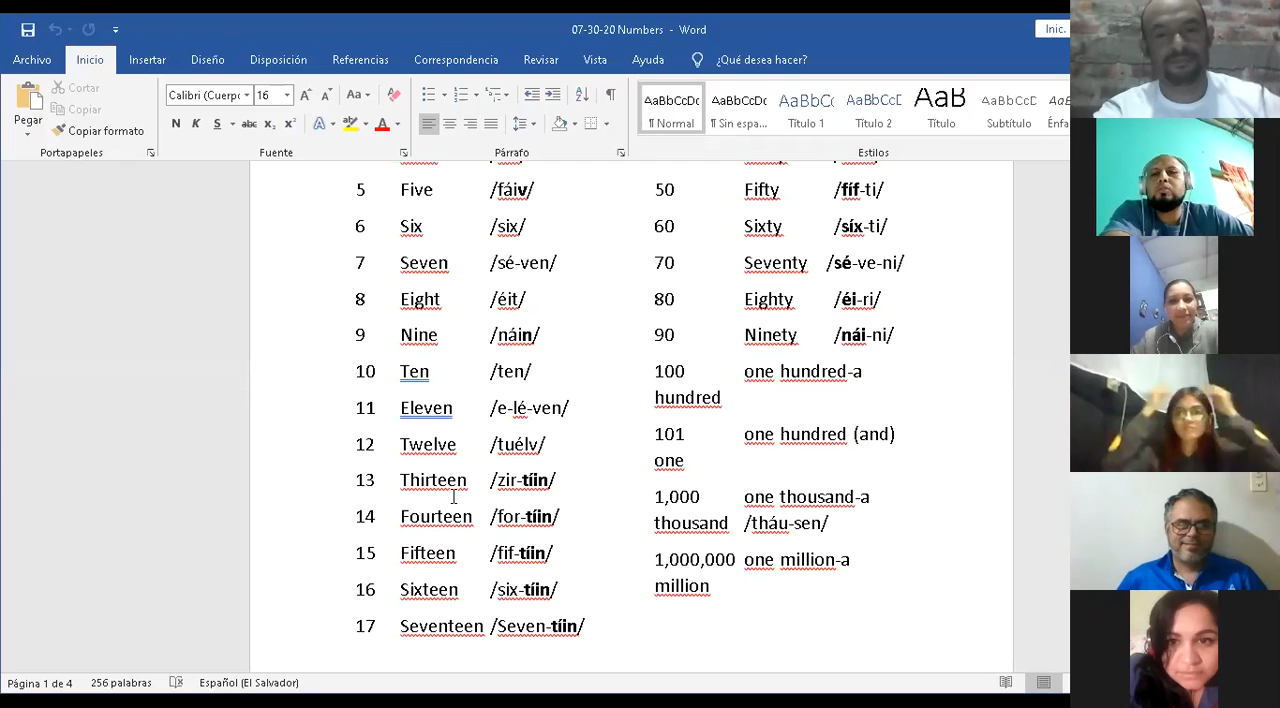 07-30-20 Numbers - Word
Inic.
Archivo Inicio Insertar Diseño Disposición Referencias Correspondencia Revisar Vista Ayuda ¿Qué desea hacer?
Pegar
Cortar
Copiar
Copiar formato
Portapapeles
Calibri (Cuerpo 16
N K S abc x₂ x²
Fuente
Párrafo
AaBbCcDc AaBbCcDc AaBbCc AaBbCcD AaB AaBbCcD
¶ Normal ¶ Sin espa... Título 1 Título 2 Título Subtítulo
Estilos
5 Five /fáiv/ 50 Fifty /fíf-ti/
6 Six /six/ 60 Sixty /síx-ti/
7 Seven /sé-ven/ 70 Seventy /sé-ve-ni/
8 Eight /éit/ 80 Eighty /éi-ri/
9 Nine /náin/ 90 Ninety /nái-ni/
10 Ten /ten/ 100 one hundred-a
hundred
11 Eleven /e-lé-ven/
12 Twelve /tuélv/ 101 one hundred (and)
one
13 Thirteen /zir-tíin/
14 Fourteen /for-tíin/ 1,000 one thousand-a
thousand /tháu-sen/
15 Fifteen /fif-tíin/ 1,000,000 one million-a
million
16 Sixteen /six-tíin/
17 Seventeen /Seven-tíin/
Página 1 de 4 256 palabras Español (El Salvador)